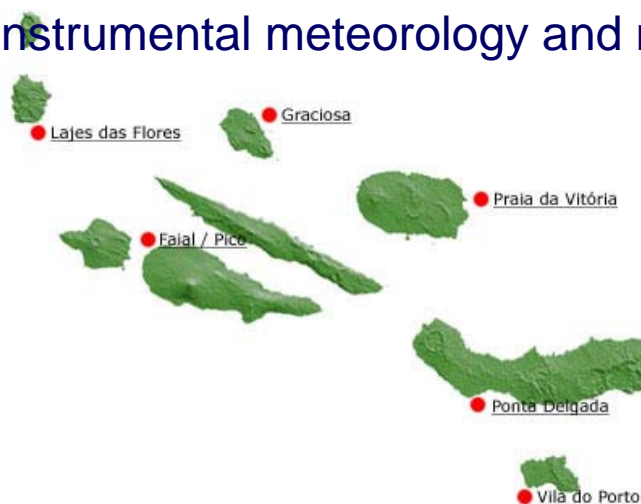 nstrumental meteorology and
Graciosa
Lajes das Flores
Praia da Vitória
Faial / Pico
Ponta Delgada
Vila do Porto